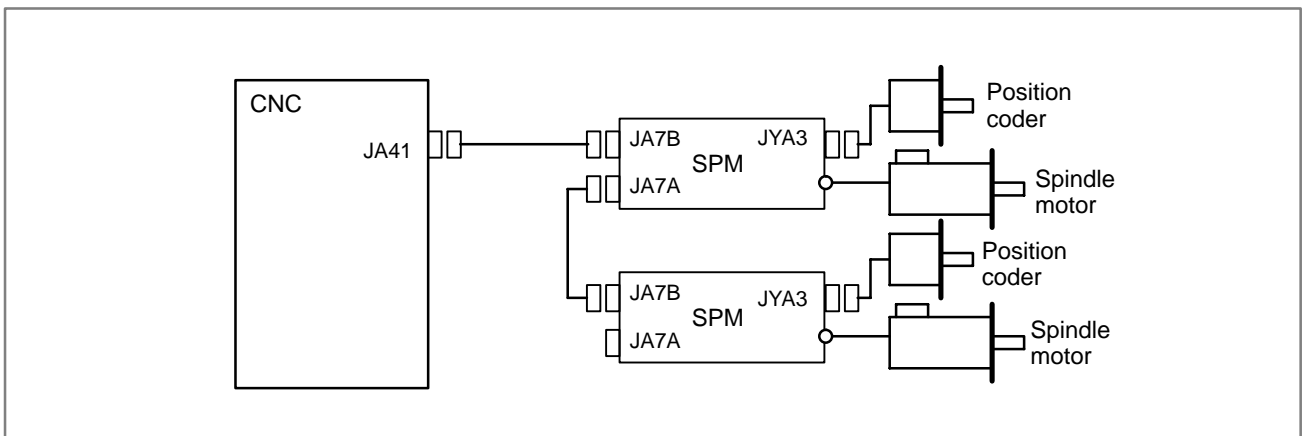 CNC
JA41
JA7B
JYA3
SPM
JA7A
Position
coder
Spindle
motor
JA7B
JYA3
SPM
JA7A
Position
coder
Spindle
motor